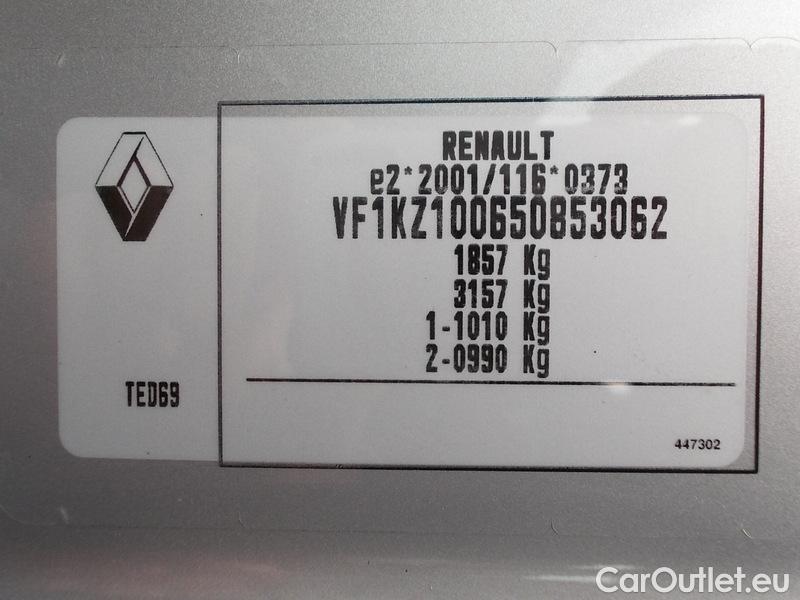 RENAULT
e2*2001/116*0373
VF1KZ100650853062
1857 Kg
3157 Kg
1-1010 Kg
2-0990 Kg
TED69
447302
CarOutlet.eu